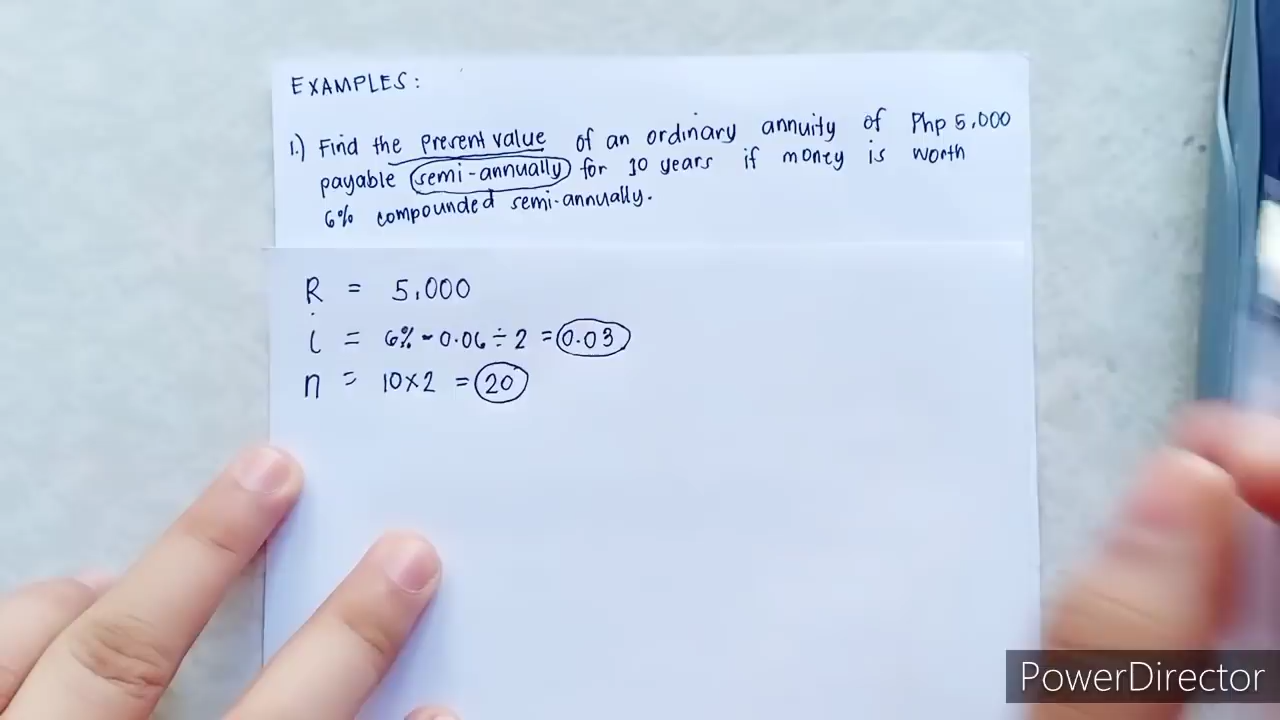 EXAMPLES:
1.) Find the present value of an ordinary annuity of Php 5,000
payable semi-annually for 10 years if money is worth
6% compounded semi-annually.
R = 5,000
i = 6% - 0.06 ÷ 2 = 0.03
n = 10x2 = 20
PowerDirector